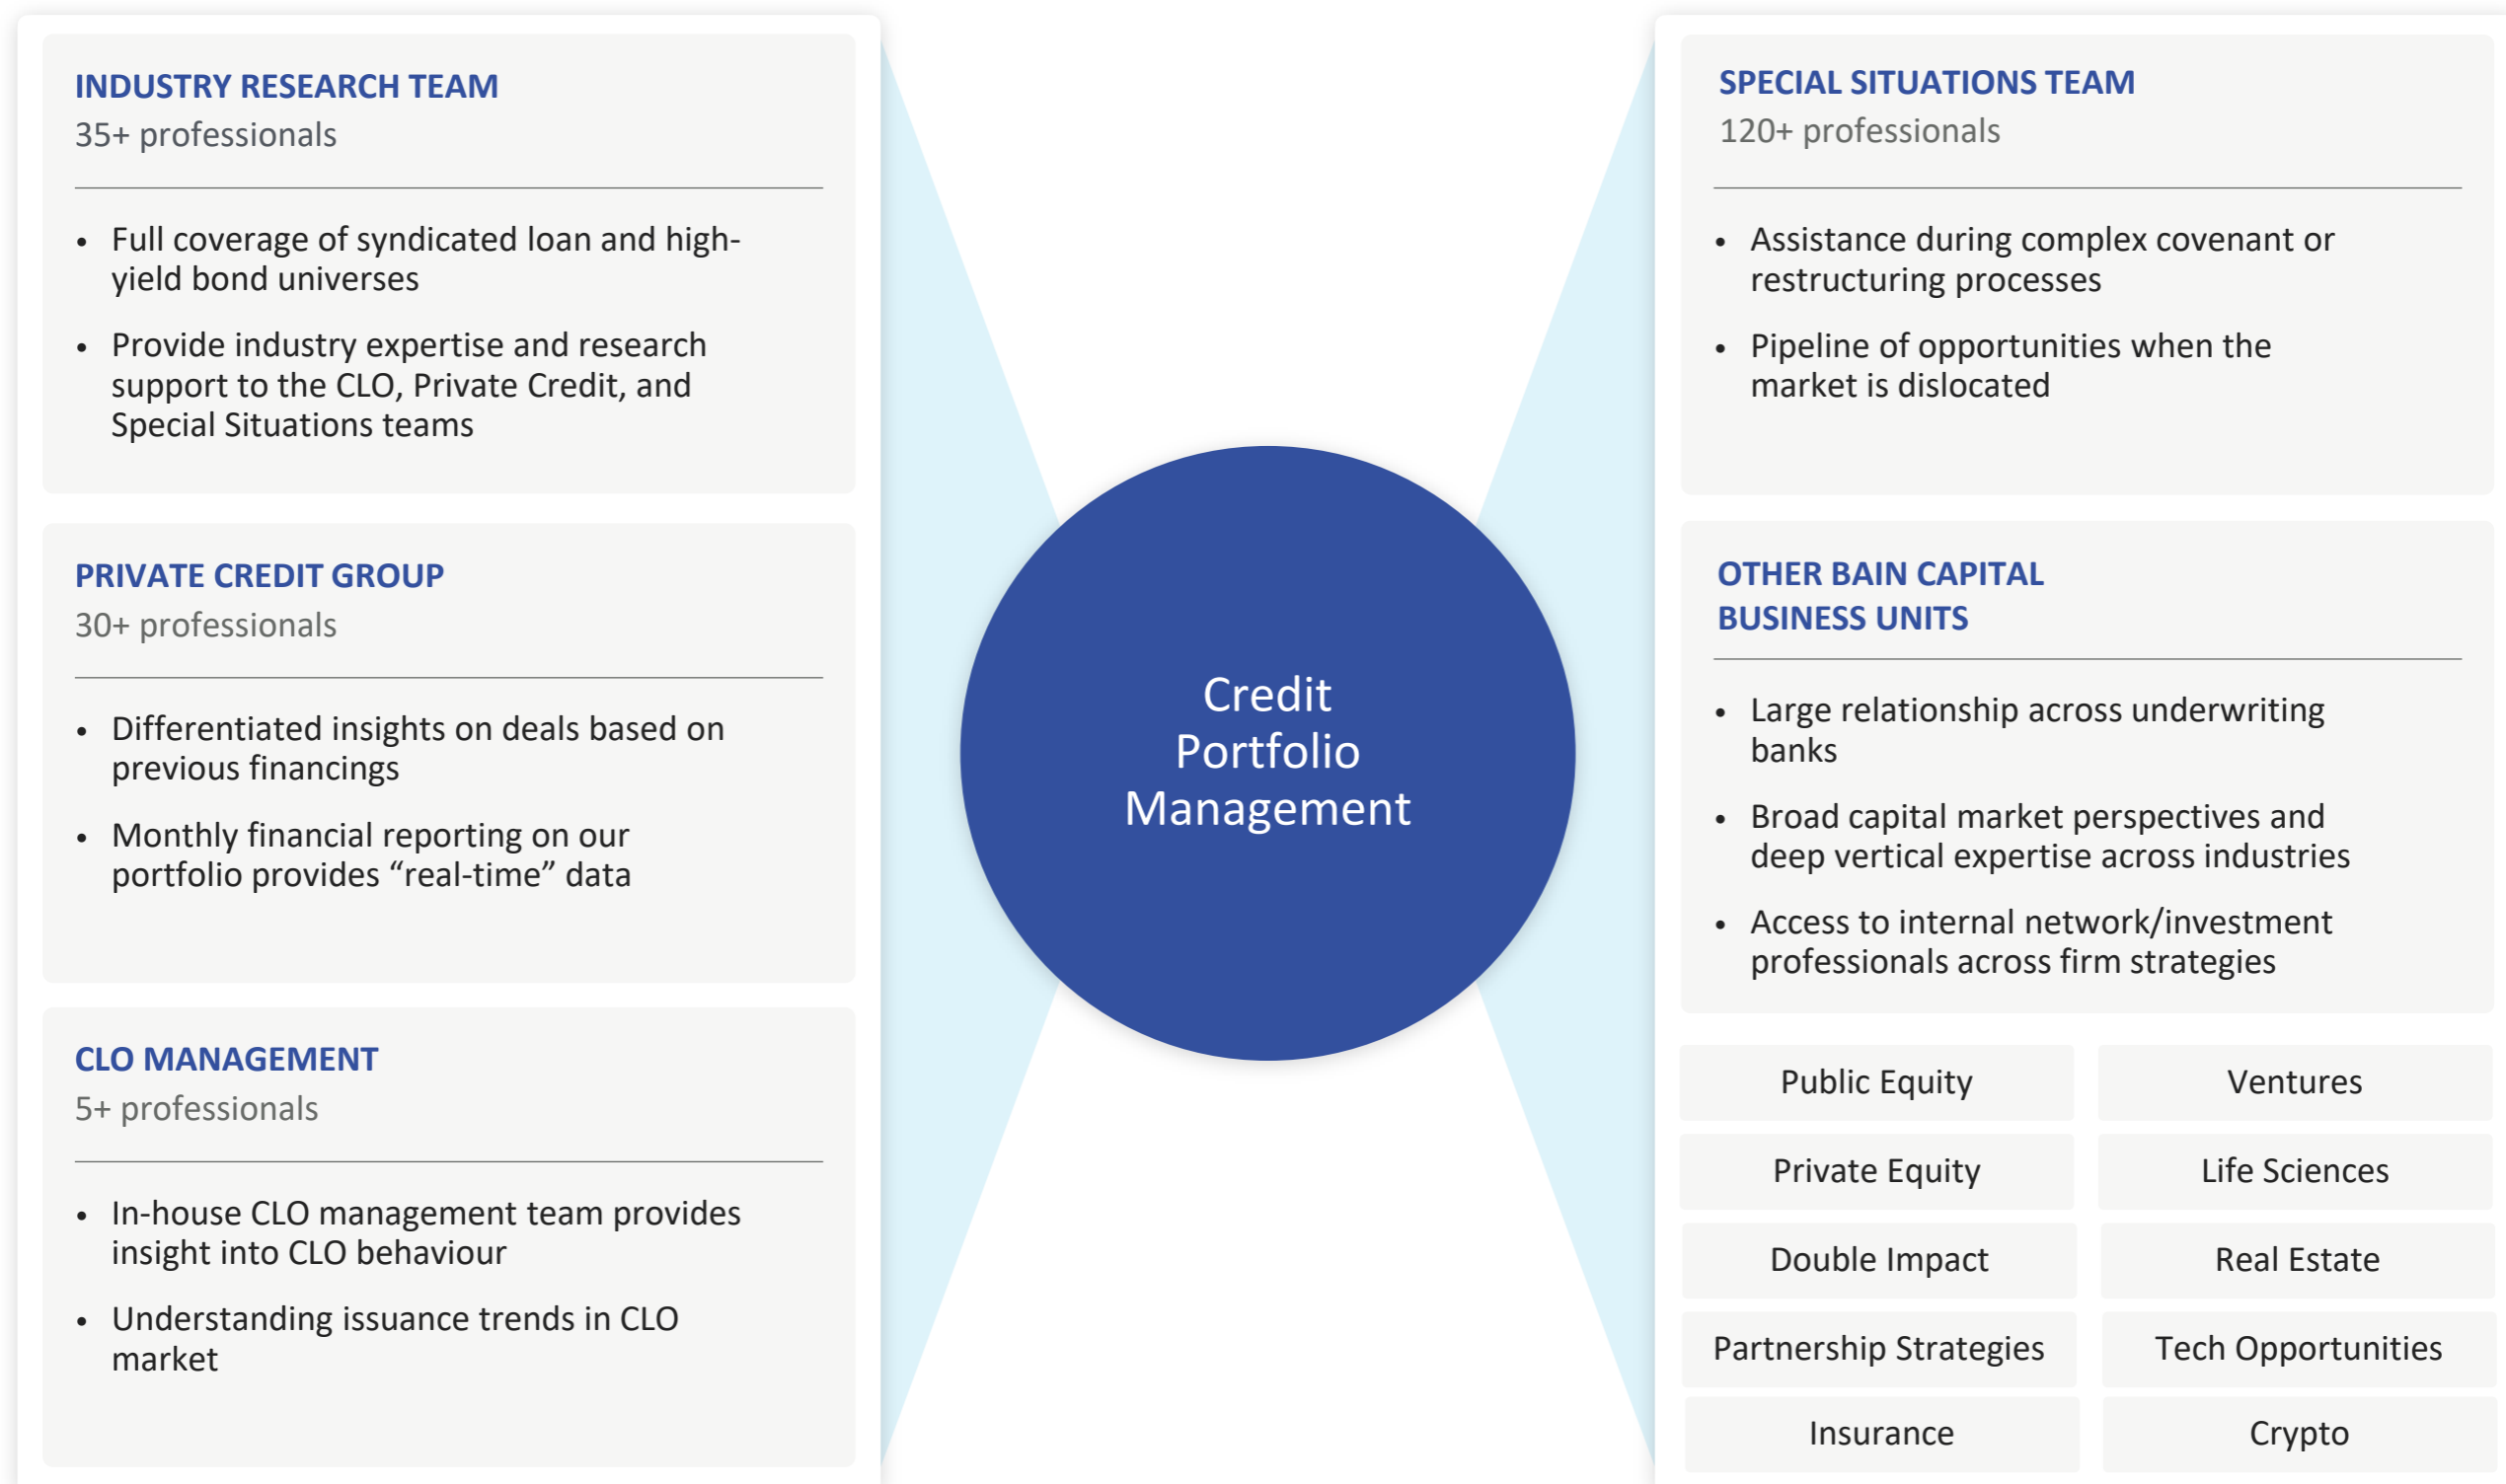 INDUSTRY RESEARCH TEAM
35+ professionals
• Full coverage of syndicated loan and high-
yield bond universes
• Provide industry expertise and research
support to the CLO, Private Credit, and
Special Situations teams
PRIVATE CREDIT GROUP
30+ professionals
• Differentiated insights on deals based on
previous financings
• Monthly financial reporting on our
portfolio provides “real-time” data
CLO MANAGEMENT
5+ professionals
• In-house CLO management team provides
insight into CLO behaviour
• Understanding issuance trends in CLO
market
Credit
Portfolio
Management
SPECIAL SITUATIONS TEAM
120+ professionals
• Assistance during complex covenant or
restructuring processes
• Pipeline of opportunities when the
market is dislocated
OTHER BAIN CAPITAL
BUSINESS UNITS
• Large relationship across underwriting
banks
• Broad capital market perspectives and
deep vertical expertise across industries
• Access to internal network/investment
professionals across firm strategies
Public Equity
Ventures
Private Equity
Life Sciences
Double Impact
Real Estate
Partnership Strategies
Tech Opportunities
Insurance
Crypto